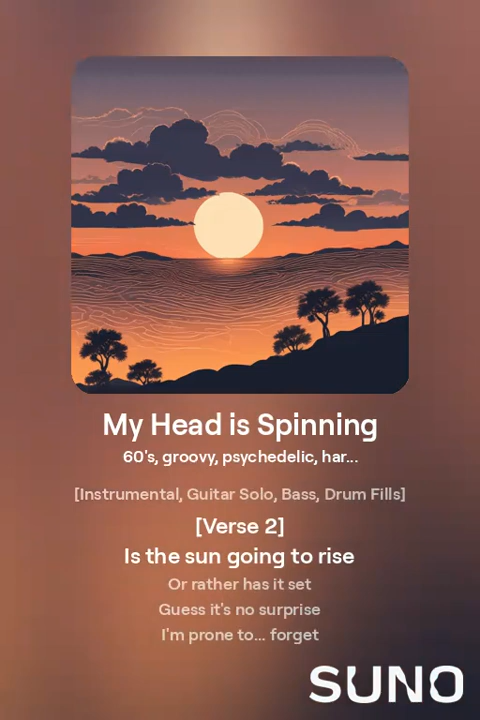 My Head is Spinning
60's, groovy, psychedelic, har...
[Instrumental, Guitar Solo, Bass, Drum Fills]
[Verse 2]
Is the sun going to rise
Or rather has it set
Guess it's no surprise
I'm prone to... forget
SUNO